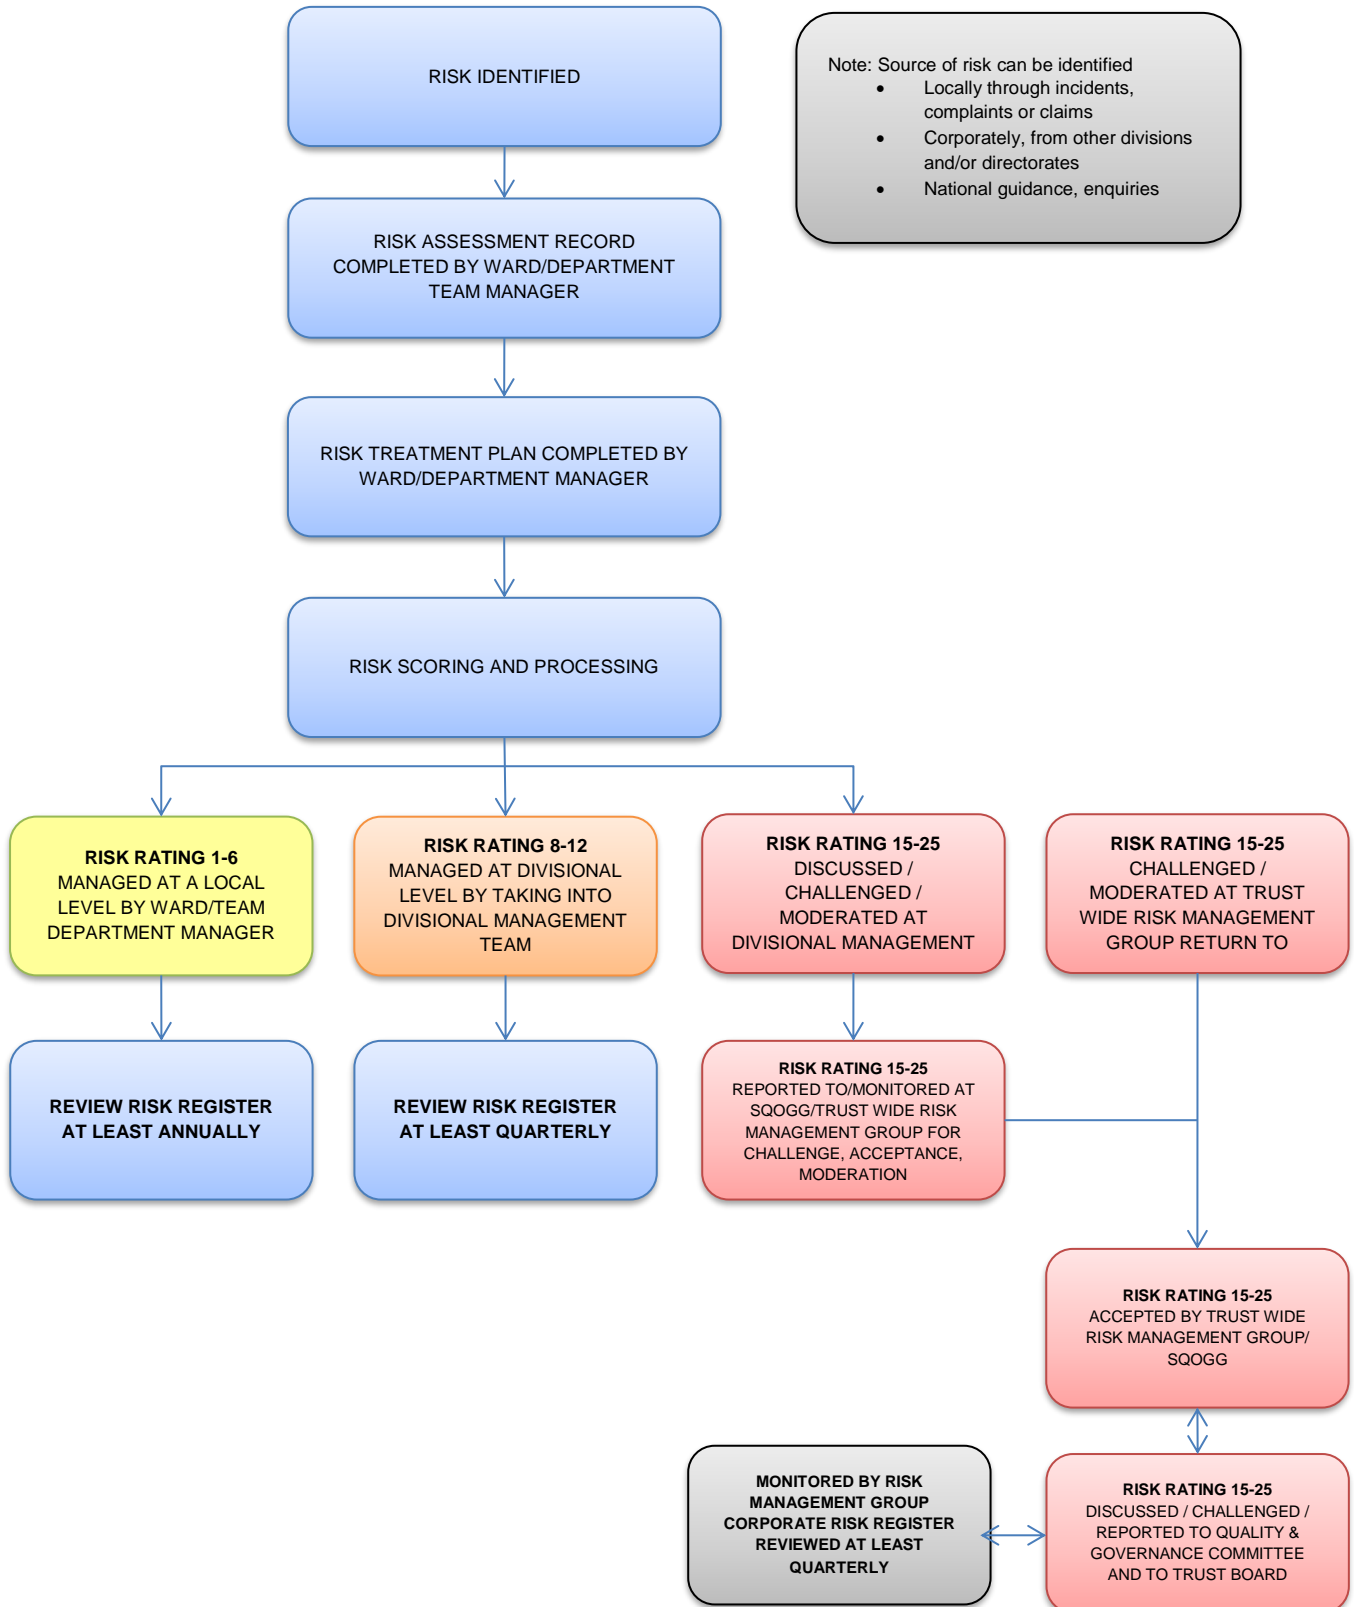 RISK IDENTIFIED
Note: Source of risk can be identified
• Locally through incidents,
complaints or claims
• Corporately, from other divisions
and/or directorates
• National guidance, enquiries
RISK ASSESSMENT RECORD
COMPLETED BY WARD/DEPARTMENT
TEAM MANAGER
RISK TREATMENT PLAN COMPLETED BY
WARD/DEPARTMENT MANAGER
RISK SCORING AND PROCESSING
RISK RATING 1-6
MANAGED AT A LOCAL
LEVEL BY WARD/TEAM
DEPARTMENT MANAGER
RISK RATING 8-12
MANAGED AT DIVISIONAL
LEVEL BY TAKING INTO
DIVISIONAL MANAGEMENT
TEAM
RISK RATING 15-25
DISCUSSED /
CHALLENGED /
MODERATED AT
DIVISIONAL MANAGEMENT
RISK RATING 15-25
CHALLENGED /
MODERATED AT TRUST
WIDE RISK MANAGEMENT
GROUP RETURN TO
REVIEW RISK REGISTER
AT LEAST ANNUALLY
REVIEW RISK REGISTER
AT LEAST QUARTERLY
RISK RATING 15-25
REPORTED TO/MONITORED AT
SQOGG/TRUST WIDE RISK
MANAGEMENT GROUP FOR
CHALLENGE, ACCEPTANCE,
MODERATION
RISK RATING 15-25
ACCEPTED BY TRUST WIDE
RISK MANAGEMENT GROUP/
SQOGG
MONITORED BY RISK
MANAGEMENT GROUP
CORPORATE RISK REGISTER
REVIEWED AT LEAST
QUARTERLY
RISK RATING 15-25
DISCUSSED / CHALLENGED /
REPORTED TO QUALITY &
GOVERNANCE COMMITTEE
AND TO TRUST BOARD